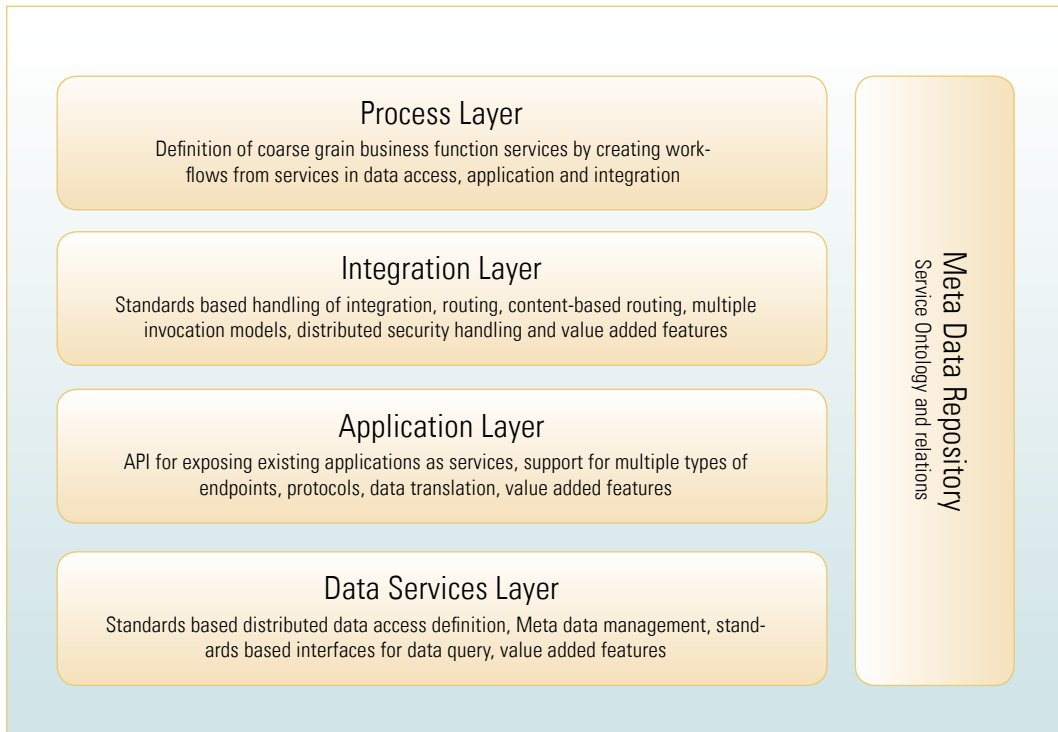 Process Layer
Definition of coarse grain business function services by creating work-
flows from services in data access, application and integration
Integration Layer
Standards based handling of integration, routing, content-based routing, multiple
invocation models, distributed security handling and value added features
Application Layer
API for exposing existing applications as services, support for multiple types of
endpoints, protocols, data translation, value added features
Data Services Layer
Standards based distributed data access definition, Meta data management, stand-
ards based interfaces for data query, value added features
Meta Data Repository
Service Ontology and relations